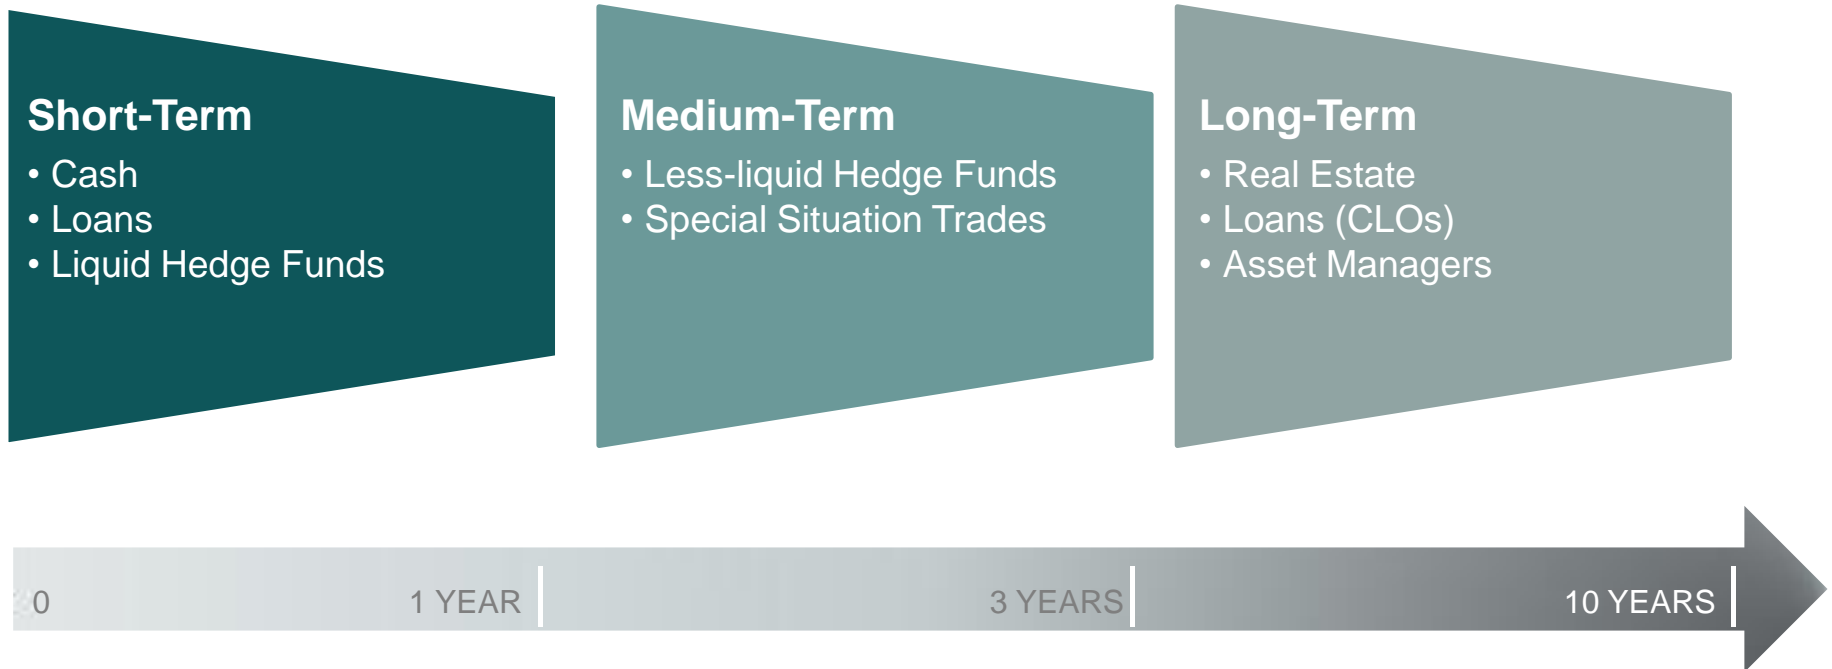 Short-Term
• Cash
• Loans
• Liquid Hedge Funds
Medium-Term
• Less-liquid Hedge Funds
• Special Situation Trades
Long-Term
• Real Estate
• Loans (CLOs)
• Asset Managers
0
1 YEAR
3 YEARS
10 YEARS